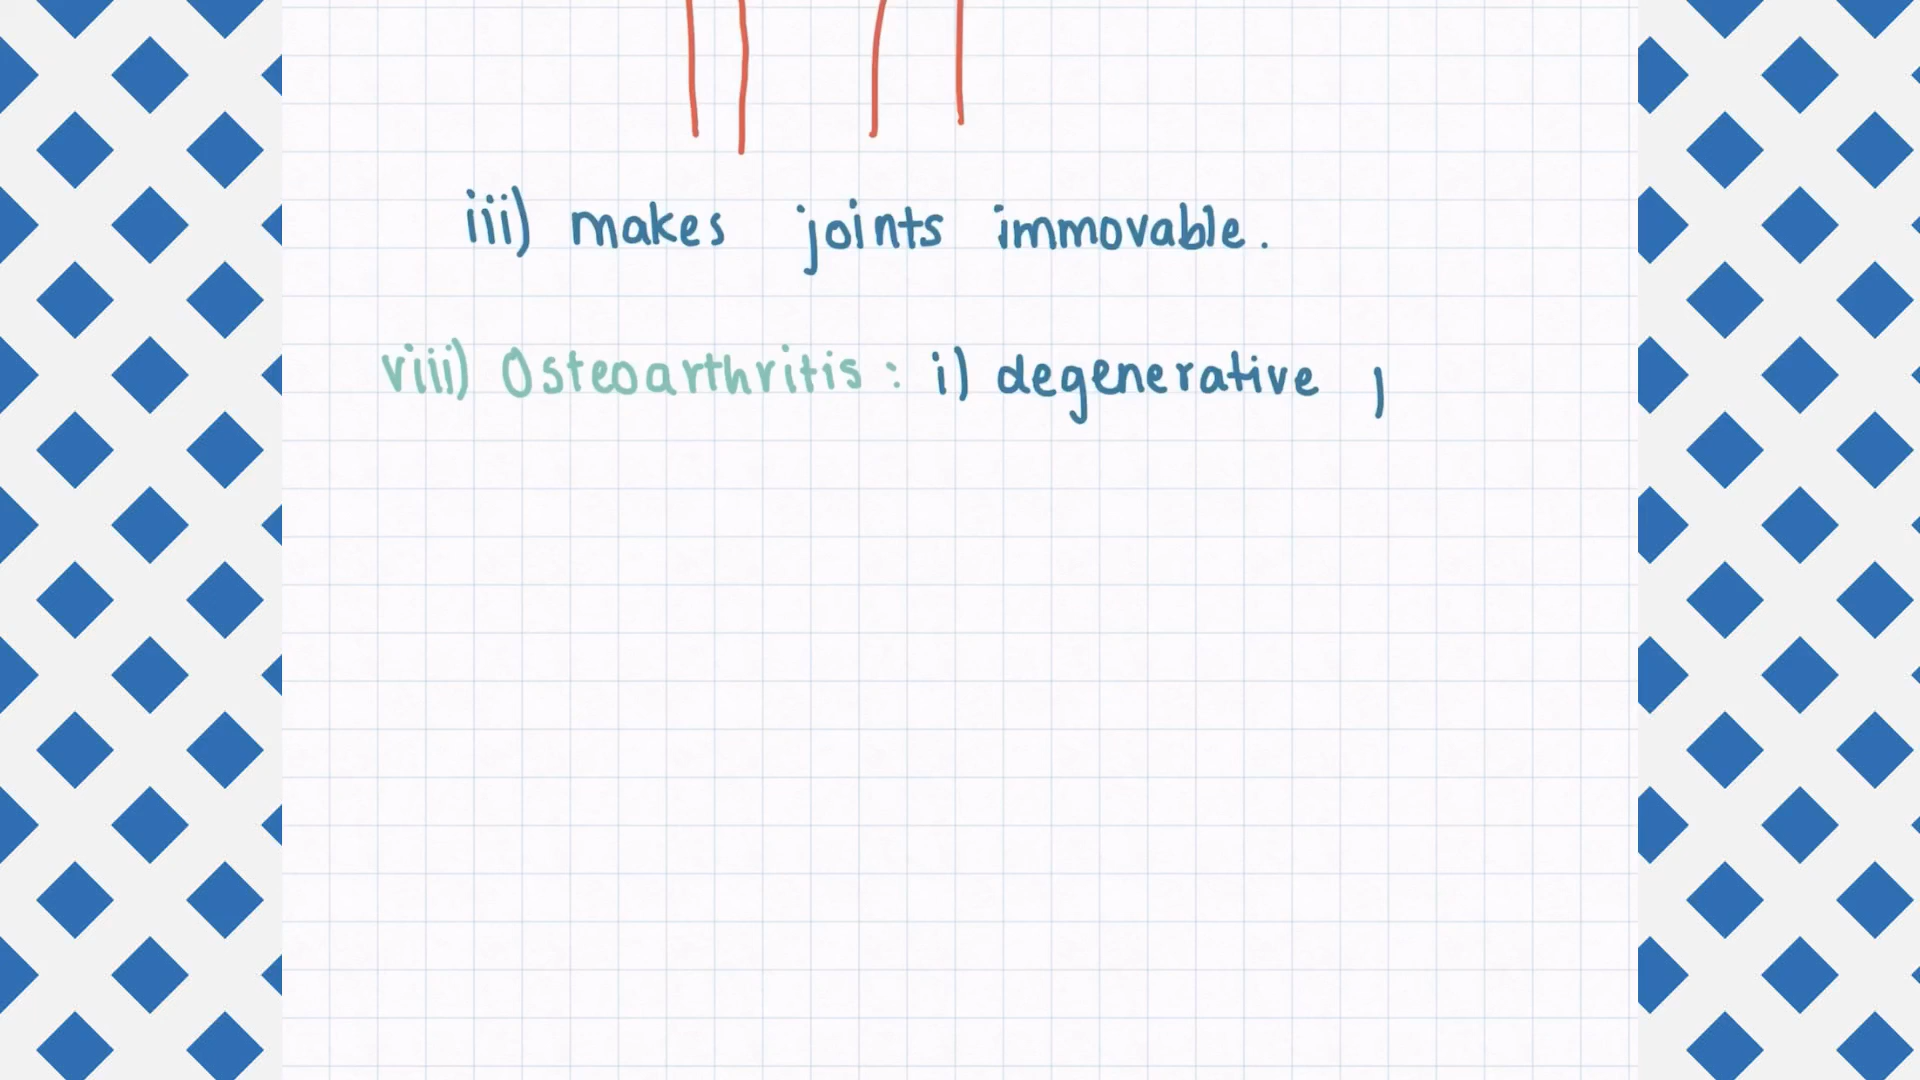 iii) makes joints immovable.
viii) Osteoarthritis : i) degenerative